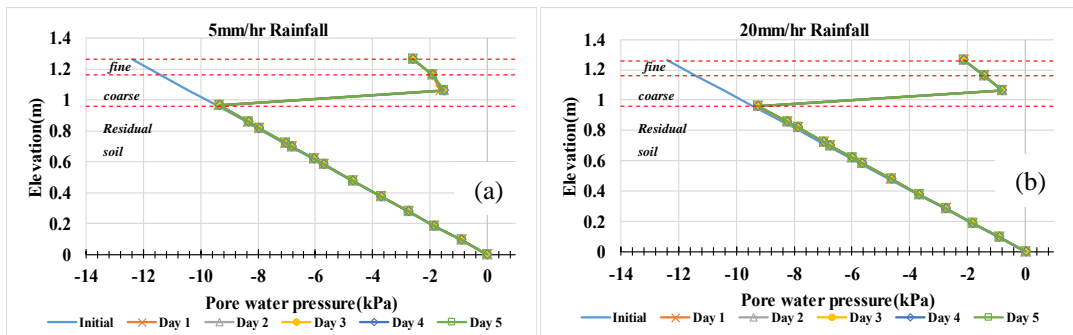 5mm/hr Rainfall
1.4
1.2
1
0.8
0.6
0.4
0.2
0
fine
coarse
Residual
soil
(a)
Elevation(m)
-14 -12 -10 -8 -6 -4 -2 0
Pore water pressure(kPa)
Initial Day 1 Day 2 Day 3 Day 4 Day 5
20mm/hr Rainfall
1.4
1.2
1
0.8
0.6
0.4
0.2
0
fine
coarse
Residual
soil
(b)
Elevation(m)
-14 -12 -10 -8 -6 -4 -2 0
Pore water pressure(kPa)
Initial Day 1 Day 2 Day 3 Day 4 Day 5